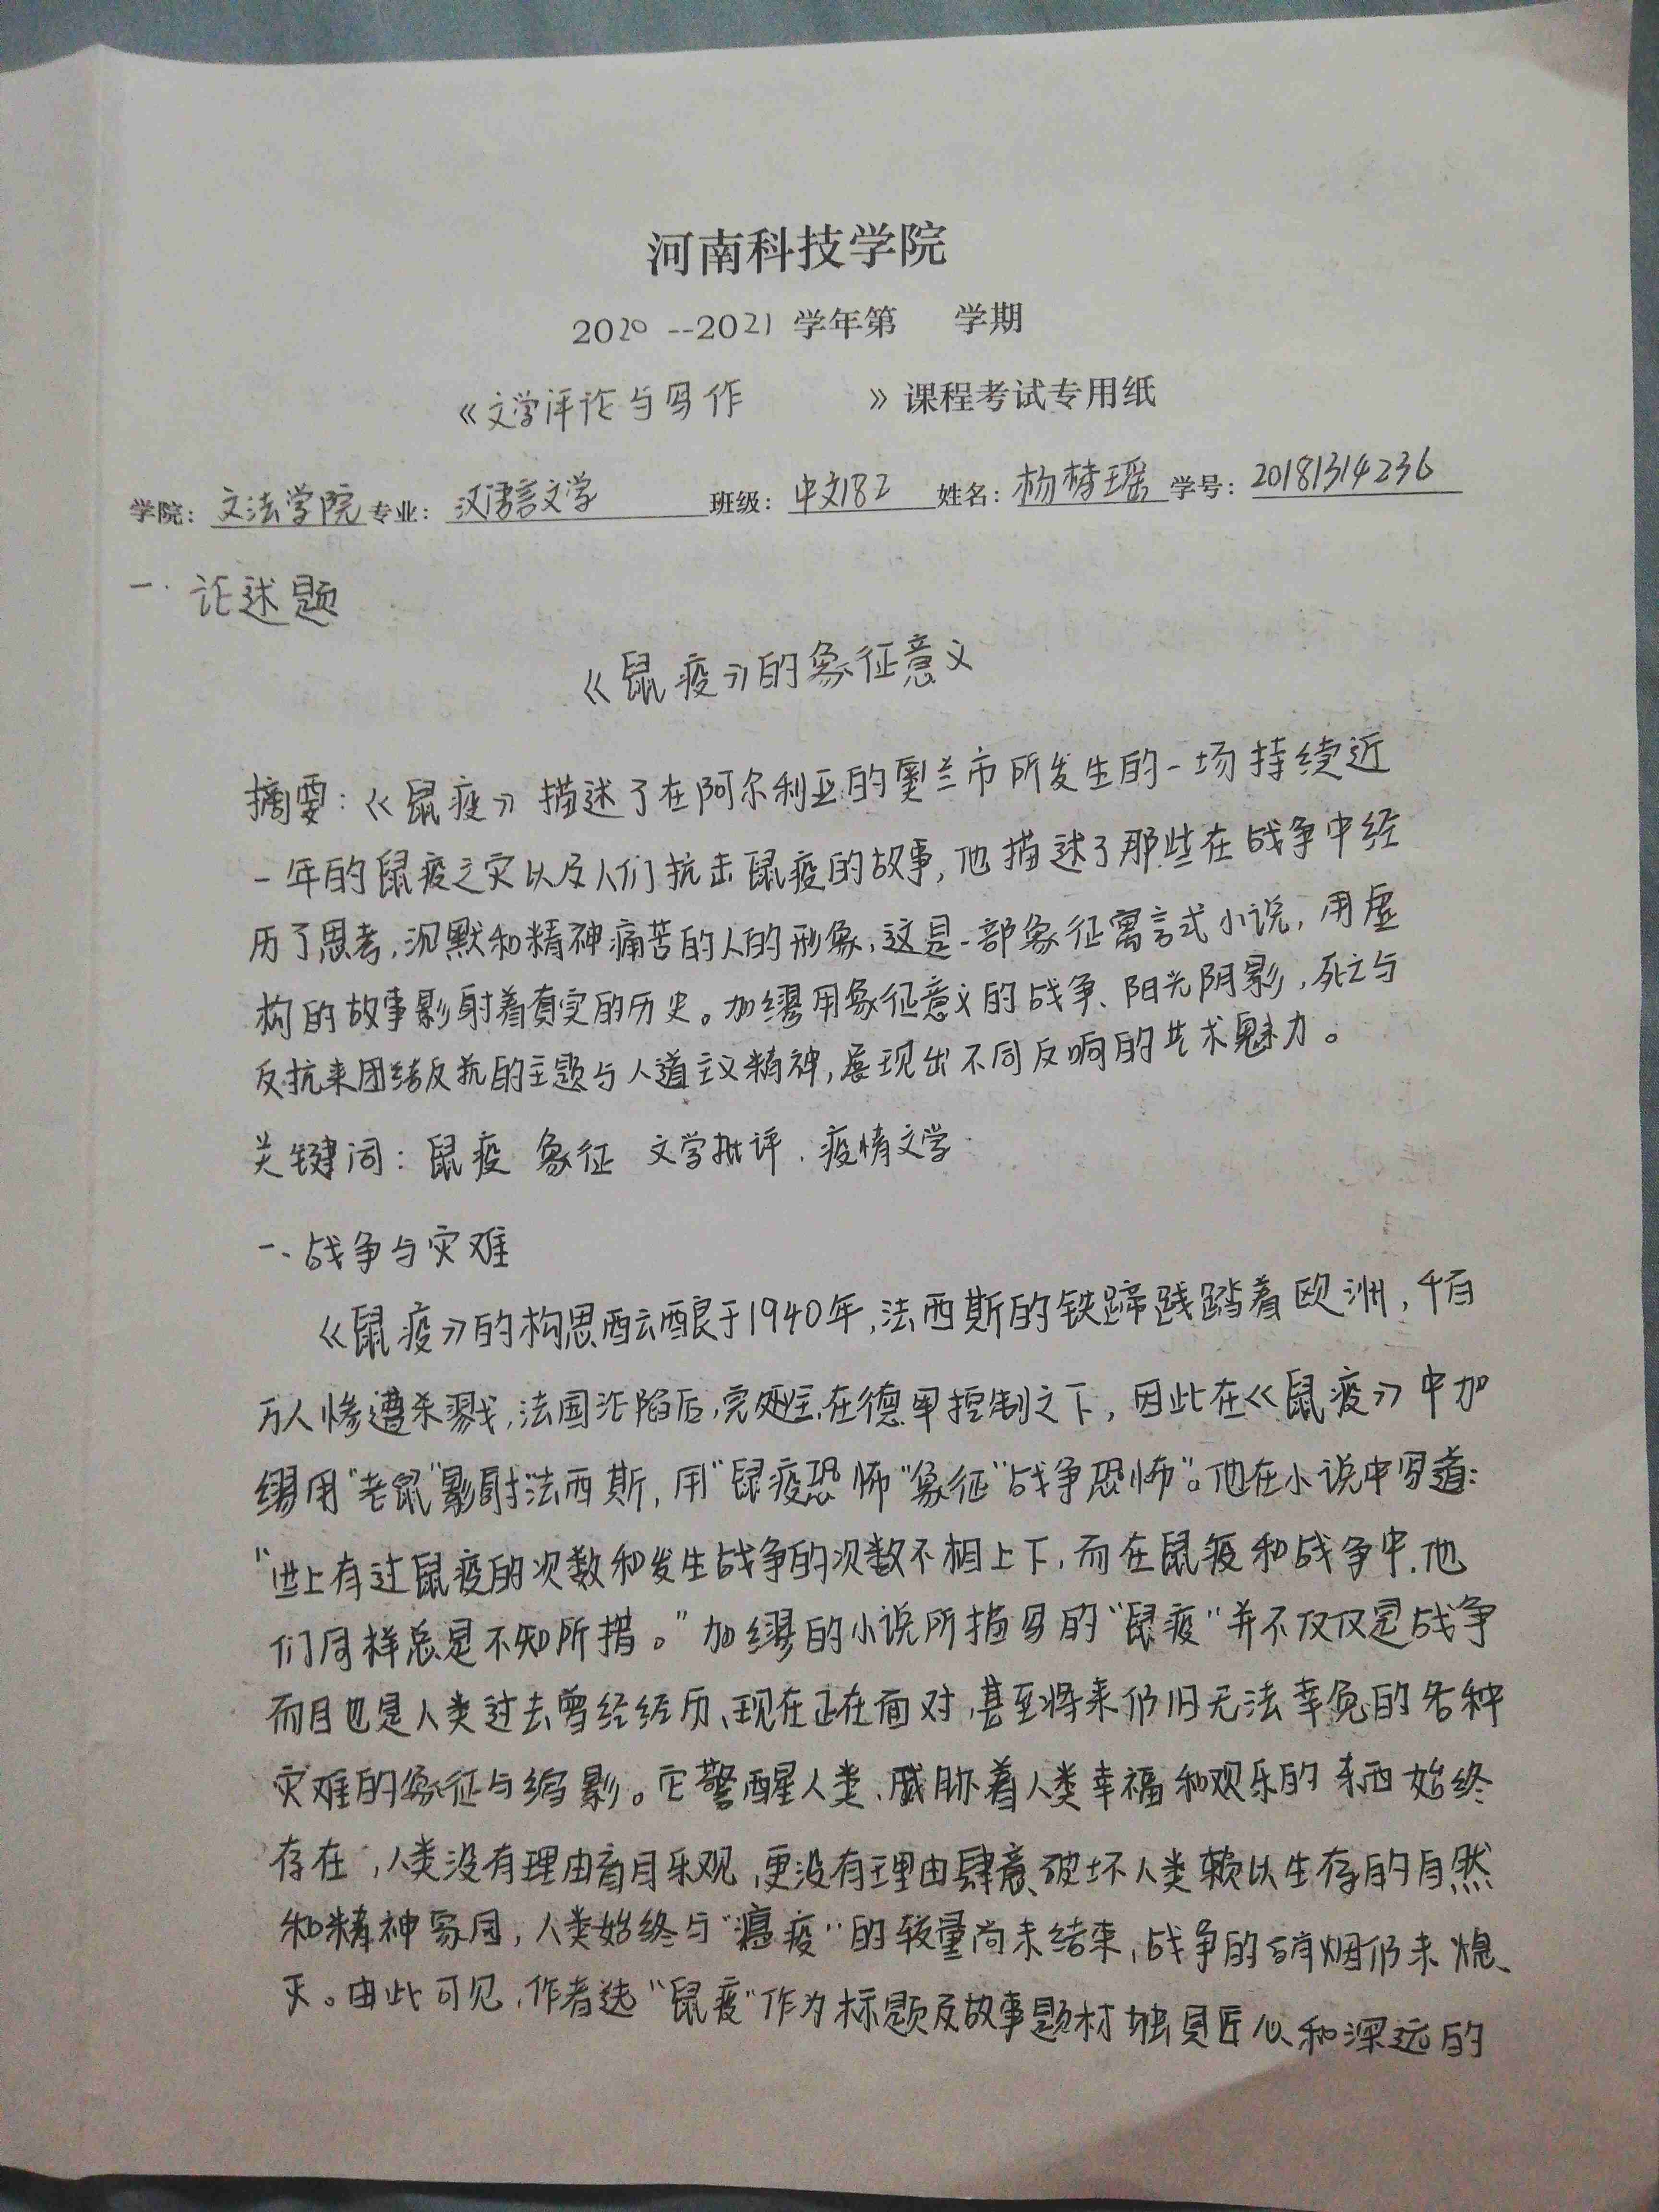 河南科技学院
2020--2021 学年第 学期
《文学评论与写作 》课程考试专用纸
学院：文法学院 专业：汉语言文学 班级：中文182 姓名：杨梦瑶 学号：20181314236
一.论述题
《鼠疫》的象征意义
摘要：《鼠疫》描述了在阿尔利亚的奥兰市所发生的一场持续近
一年的鼠疫之灾以及人们抗击鼠疫的故事,他描述了那些在战争中经
历了思考,沉默和精神痛苦的人的形象,这是一部象征寓言式小说,用虚
构的故事影射着真实的历史。加缪用象征意义的战争、阳光阴影,死亡与
反抗来团结反抗的主题与人道主义精神,展现出不同反响的艺术魅力。
关键词：鼠疫 象征 文学批评.疫情文学
一、战争与灾难
《鼠疫》的构思酝酿于1940年,法西斯的铁蹄践踏着欧洲,千百
万人惨遭杀戮,法国沦陷后,完处在德军控制之下,因此在《鼠疫》中加
缪用"老鼠"影射法西斯,用"鼠疫恐怖"象征"战争恐怖"。他在小说中写道：
"世上有过鼠疫的次数和发生战争的次数不相上下,而在鼠疫和战争中,他
们同样总是不知所措。"加缪的小说所描写的"鼠疫"并不仅仅是战争
而且也是人类过去曾经经历、现在正在面对,甚至将来仍旧无法幸免的各种
灾难的象征与缩影。它警醒人类,威胁着人类幸福和欢乐的东西始终
存在,人类没有理由盲目乐观,更没有理由肆意破坏人类赖以生存的自然
和精神家园,人类始终与"瘟疫"的较量尚未结束,战争的硝烟仍未熄
灭。由此可见,作者选"鼠疫"作为标题及故事题材独具匠心和深远的